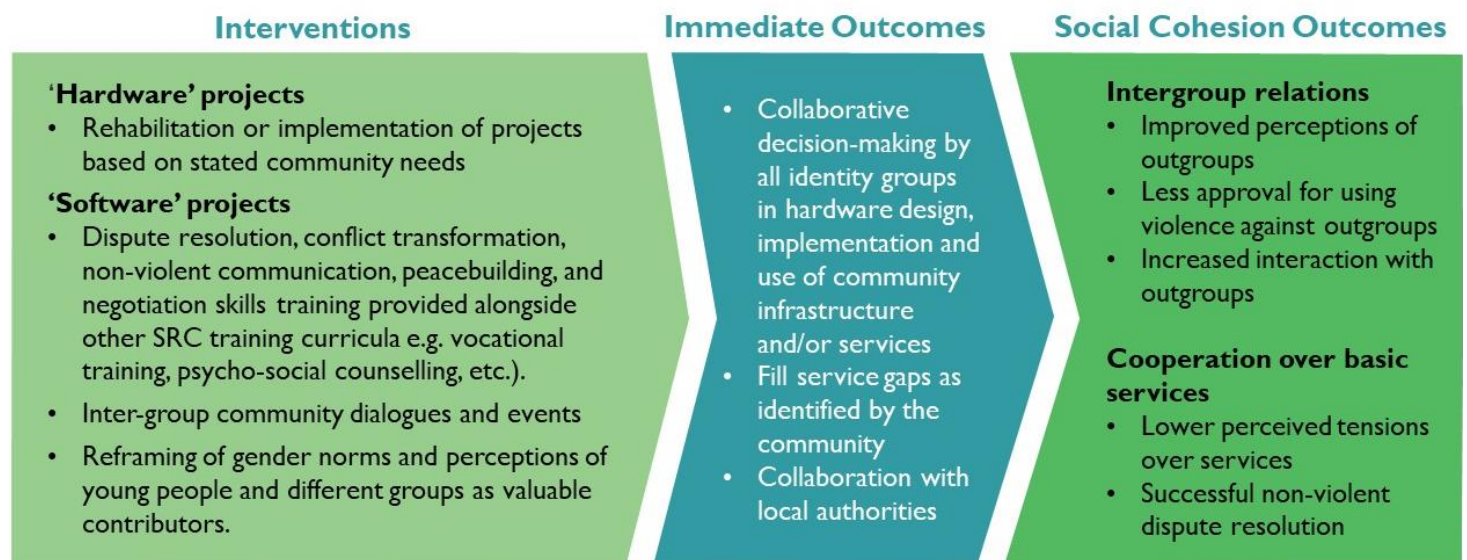 Interventions
‘Hardware’ projects
• Rehabilitation or implementation of projects
based on stated community needs
‘Software’ projects
• Dispute resolution, conflict transformation,
non-violent communication, peacebuilding, and
negotiation skills training provided alongside
other SRC training curricula e.g. vocational
training, psycho-social counselling, etc.).
• Inter-group community dialogues and events
• Reframing of gender norms and perceptions of
young people and different groups as valuable
contributors.
Immediate Outcomes
• Collaborative
decision-making by
all identity groups
in hardware design,
implementation and
use of community
infrastructure
and/or services
• Fill service gaps as
identified by the
community
• Collaboration with
local authorities
Social Cohesion Outcomes
Intergroup relations
• Improved perceptions of
outgroups
• Less approval for using
violence against outgroups
• Increased interaction with
outgroups
Cooperation over basic
services
• Lower perceived tensions
over services
• Successful non-violent
dispute resolution